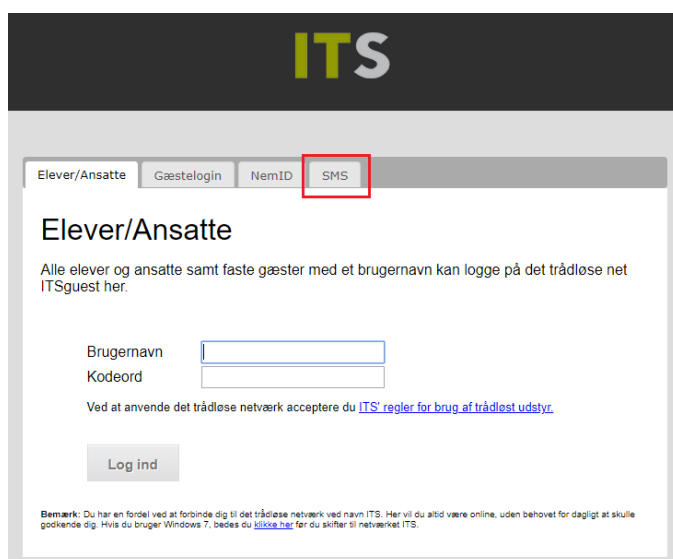 ITS
Elever/Ansatte Gæstelogin NemID SMS
Elever/Ansatte
Alle elever og ansatte samt faste gæster med et brugernavn kan logge på det trådløse net
ITSguest her.
Brugernavn
Kodeord
Ved at anvende det trådløse netværk acceptere du ITS' regler for brug af trådløst udstyr.
Log ind
Bemærk: Du har en fordel ved at forbinde dig til det trådløse netværk ved navn ITS. Her vil du altid være online, uden behovet for dagligt at skulle
godkende dig. Hvis du bruger Windows 7, bedes du klikke her før du skifter til netværket ITS.